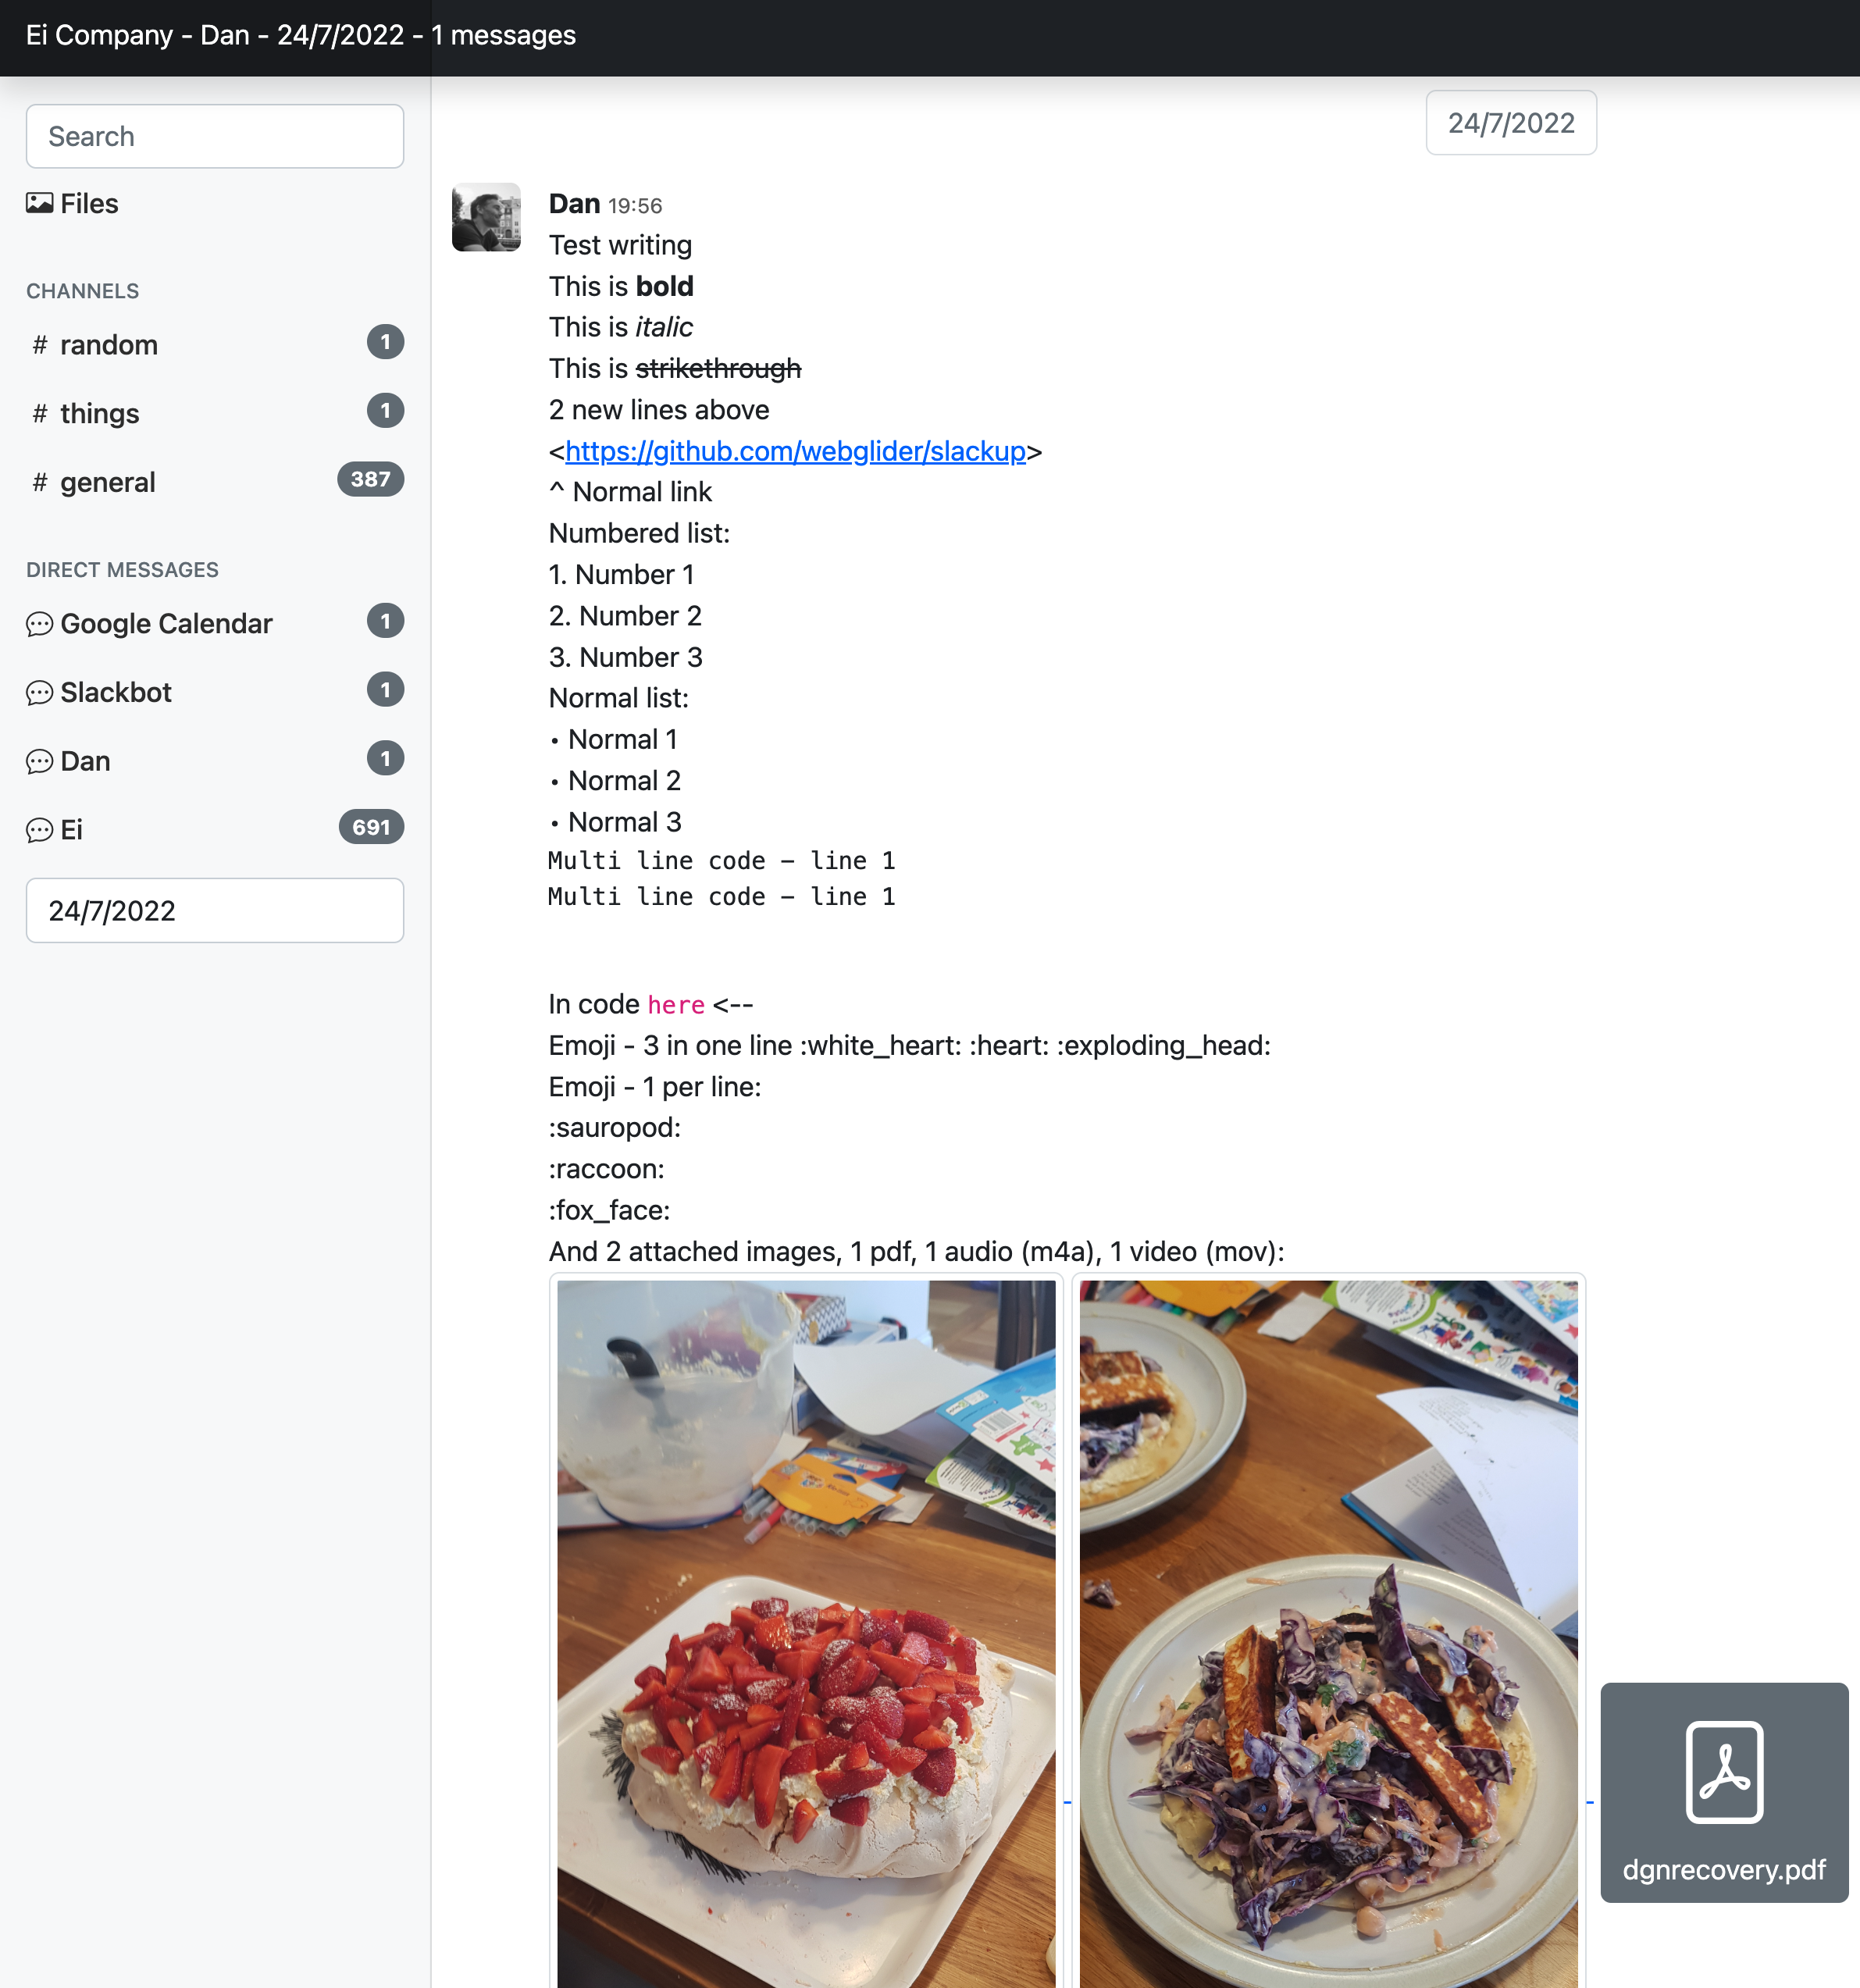 Ei Company - Dan - 24/7/2022 - 1 messages
Search
Files
CHANNELS
# random 1
# things 1
# general 387
DIRECT MESSAGES
Google Calendar 1
Slackbot 1
Dan 1
Ei 691
24/7/2022
24/7/2022
Dan 19:56
Test writing
This is bold
This is italic
This is strikethrough
2 new lines above
<https://github.com/webglider/slackup>
^ Normal link
Numbered list:
1. Number 1
2. Number 2
3. Number 3
Normal list:
• Normal 1
• Normal 2
• Normal 3
Multi line code - line 1
Multi line code - line 1
In code here <--
Emoji - 3 in one line :white_heart: :heart: :exploding_head:
Emoji - 1 per line:
:sauropod:
:raccoon:
:fox_face:
And 2 attached images, 1 pdf, 1 audio (m4a), 1 video (mov):
dgnrecovery.pdf